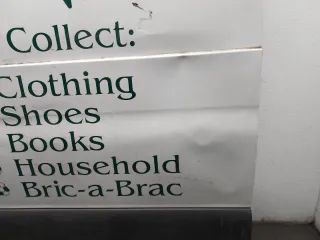 Collect:
Clothing
Shoes
Books
Household
Bric-a-Brac